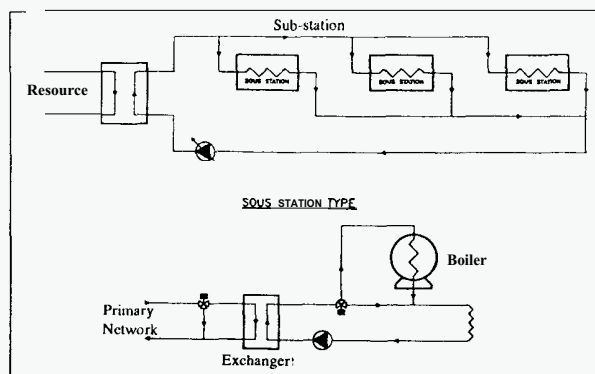 Sub-station
Resource
SOUS STATION
SOUS STATION
SOUS STATION
SOUS STATION TYPE
Boiler
Primary
Network
Exchanger